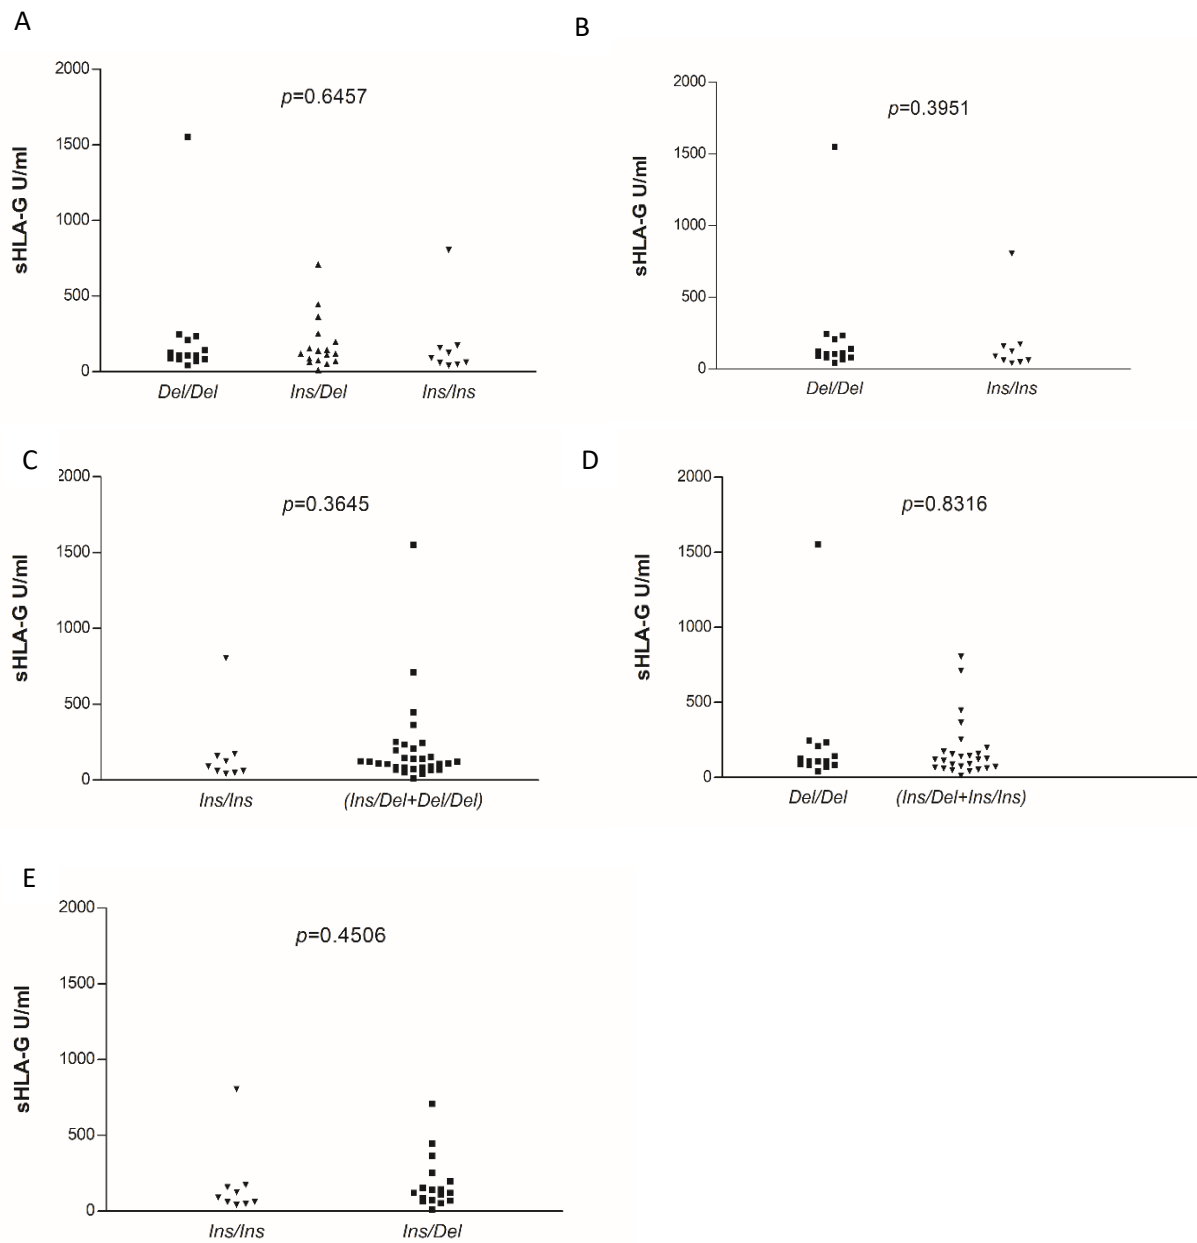 A
2000
p=0.6457
1500
sHLA-G U/ml
1000
500
0
Del/Del Ins/Del Ins/Ins
B
2000
p=0.3951
1500
sHLA-G U/ml
1000
500
0
Del/Del Ins/Ins
C
2000
p=0.3645
1500
sHLA-G U/ml
1000
500
0
Ins/Ins (Ins/Del+Del/Del)
D
2000
p=0.8316
1500
sHLA-G U/ml
1000
500
0
Del/Del (Ins/Del+Ins/Ins)
E
2000
p=0.4506
1500
sHLA-G U/ml
1000
500
0
Ins/Ins Ins/Del